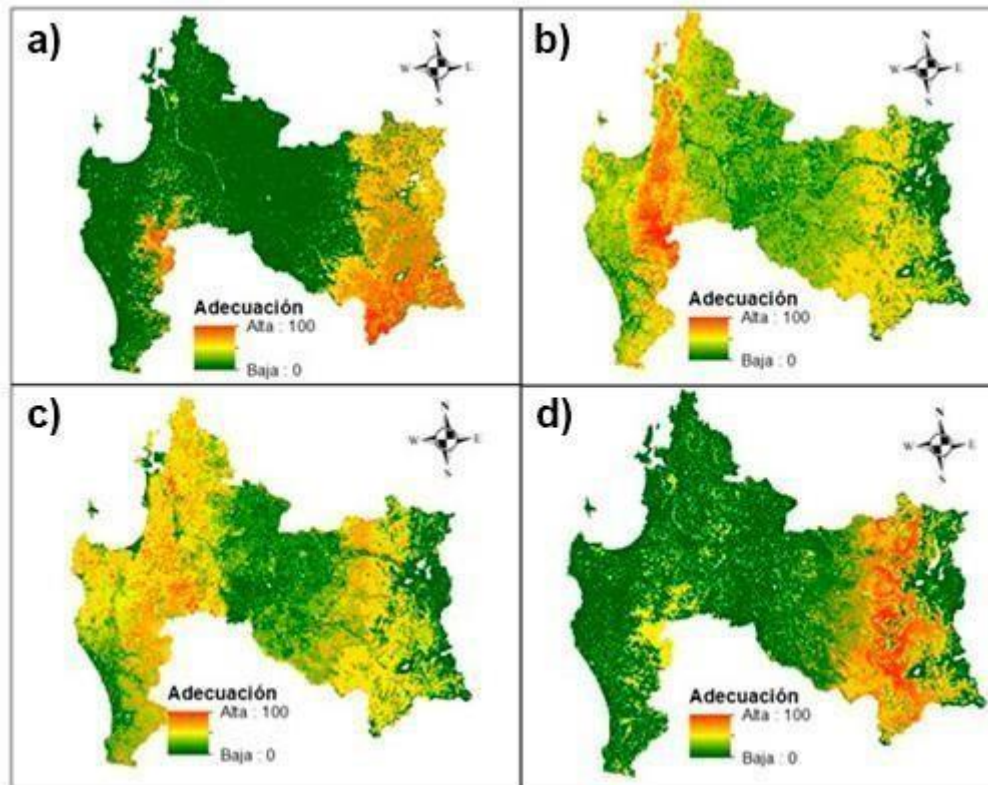 a)
N
W E
S
Adecuación
Alta : 100
Baja : 0
b)
N
W E
S
Adecuación
Alta : 100
Baja : 0
c)
N
W E
S
Adecuación
Alta : 100
Baja : 0
d)
N
W E
S
Adecuación
Alta : 100
Baja : 0